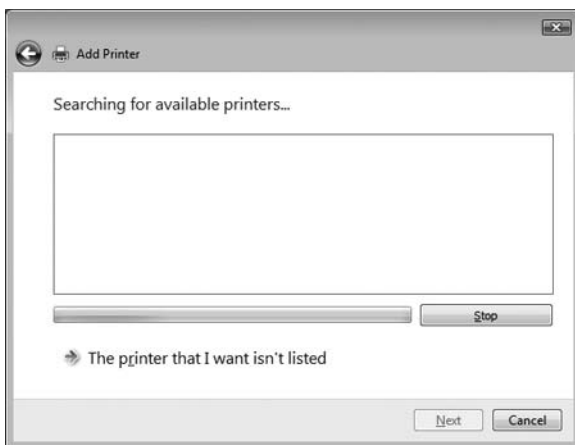 Add Printer
Searching for available printers...
Stop
The printer that I want isn't listed
Next Cancel